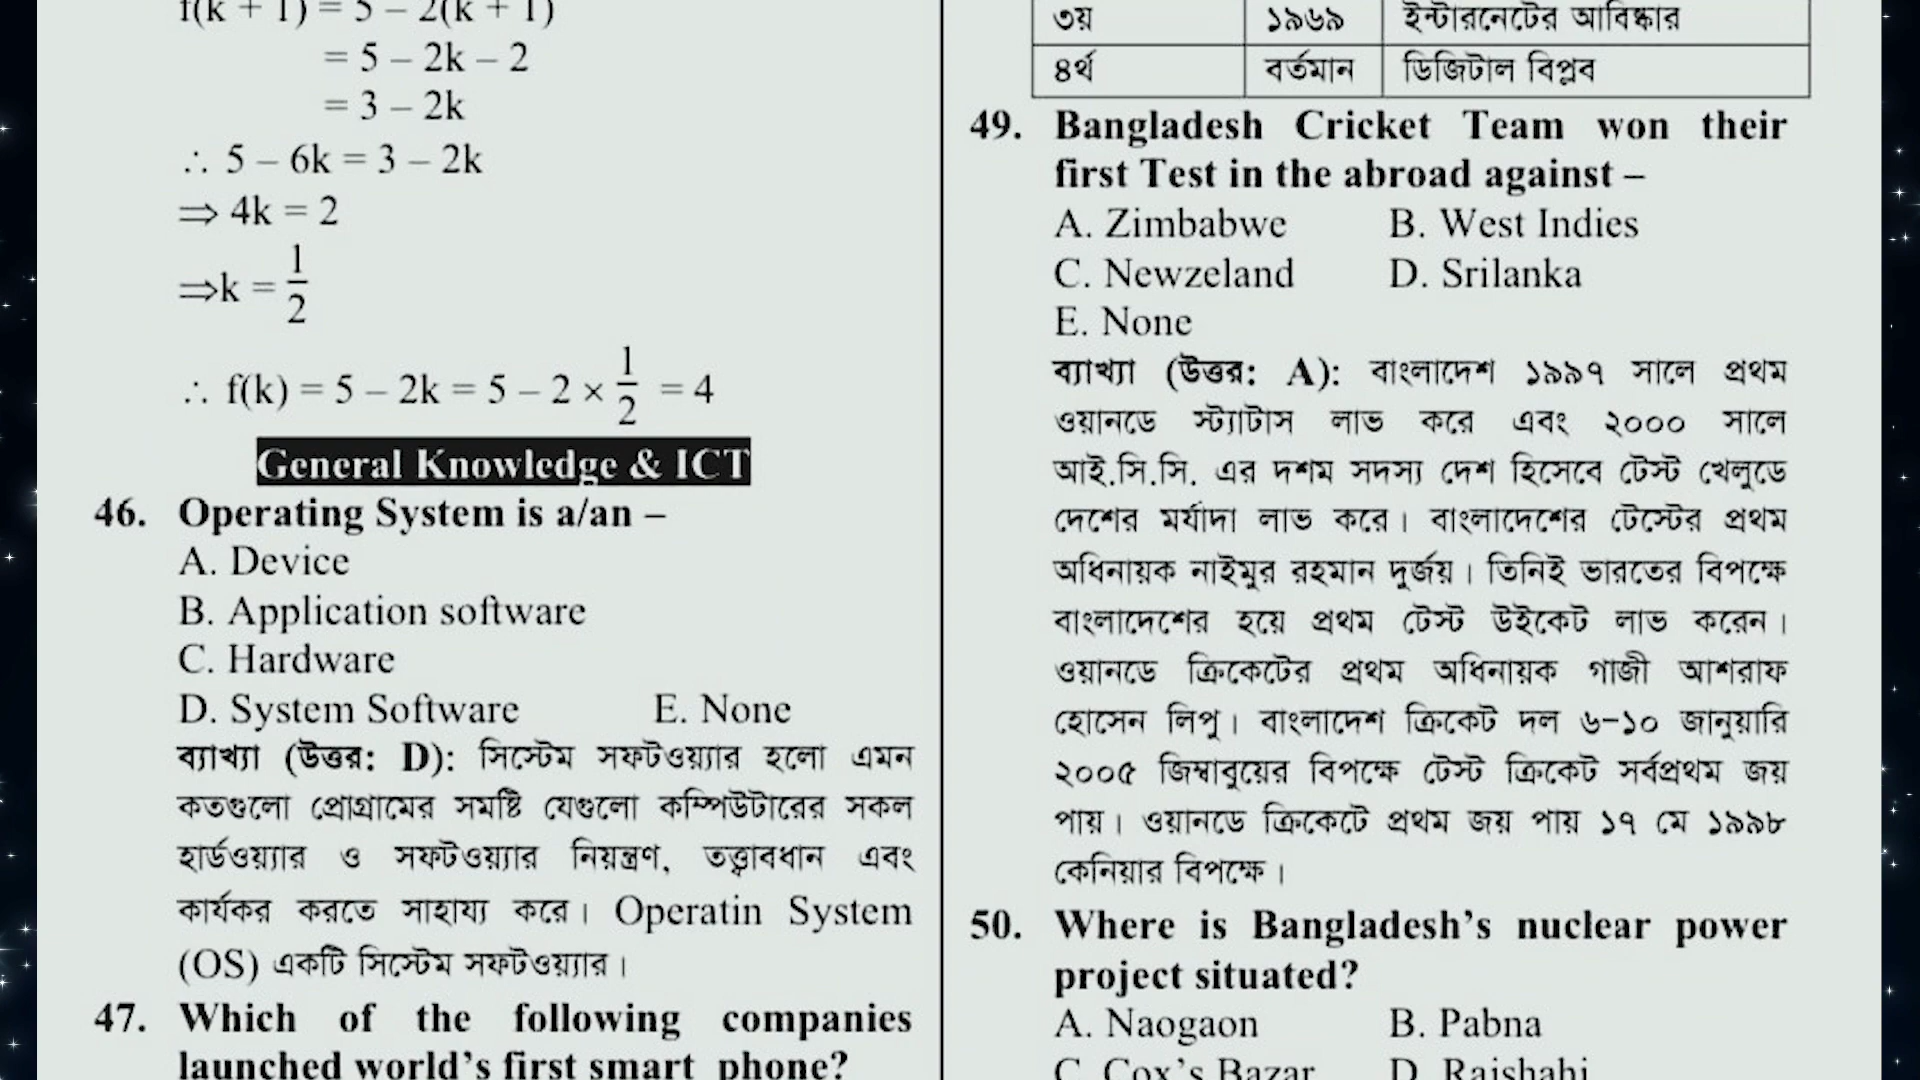 f(k + 1) = 5 – 2(k + 1)
= 5 – 2k – 2
= 3 – 2k
∴ 5 – 6k = 3 – 2k
⇒ 4k = 2
⇒k = 1/2
∴ f(k) = 5 – 2k = 5 – 2 × 1/2 = 4
General Knowledge & ICT
46. Operating System is a/an –
A. Device
B. Application software
C. Hardware
D. System Software E. None
ব্যাখ্যা (উত্তর: D): সিস্টেম সফটওয়্যার হলো এমন
কতগুলো প্রোগ্রামের সমষ্টি যেগুলো কম্পিউটারের সকল
হার্ডওয়্যার ও সফটওয়্যার নিয়ন্ত্রণ, তত্ত্বাবধান এবং
কার্যকর করতে সাহায্য করে। Operatin System
(OS) একটি সিস্টেম সফটওয়্যার।
47. Which of the following companies
launched world’s first smart phone?
৩য় ১৯৬৯ ইন্টারনেটের আবিষ্কার
৪র্থ বর্তমান ডিজিটাল বিপ্লব
49. Bangladesh Cricket Team won their
first Test in the abroad against –
A. Zimbabwe B. West Indies
C. Newzeland D. Srilanka
E. None
ব্যাখ্যা (উত্তর: A): বাংলাদেশ ১৯৯৭ সালে প্রথম
ওয়ানডে স্ট্যাটাস লাভ করে এবং ২০০০ সালে
আই.সি.সি. এর দশম সদস্য দেশ হিসেবে টেস্ট খেলুডে
দেশের মর্যাদা লাভ করে। বাংলাদেশের টেস্টের প্রথম
অধিনায়ক নাইমুর রহমান দুর্জয়। তিনিই ভারতের বিপক্ষে
বাংলাদেশের হয়ে প্রথম টেস্ট উইকেট লাভ করেন।
ওয়ানডে ক্রিকেটের প্রথম অধিনায়ক গাজী আশরাফ
হোসেন লিপু। বাংলাদেশ ক্রিকেট দল ৬–১০ জানুয়ারি
২০০৫ জিম্বাবুয়ের বিপক্ষে টেস্ট ক্রিকেট সর্বপ্রথম জয়
পায়। ওয়ানডে ক্রিকেটে প্রথম জয় পায় ১৭ মে ১৯৯৮
কেনিয়ার বিপক্ষে।
50. Where is Bangladesh’s nuclear power
project situated?
A. Naogaon B. Pabna
C. Cox’s Bazar D. Rajshahi